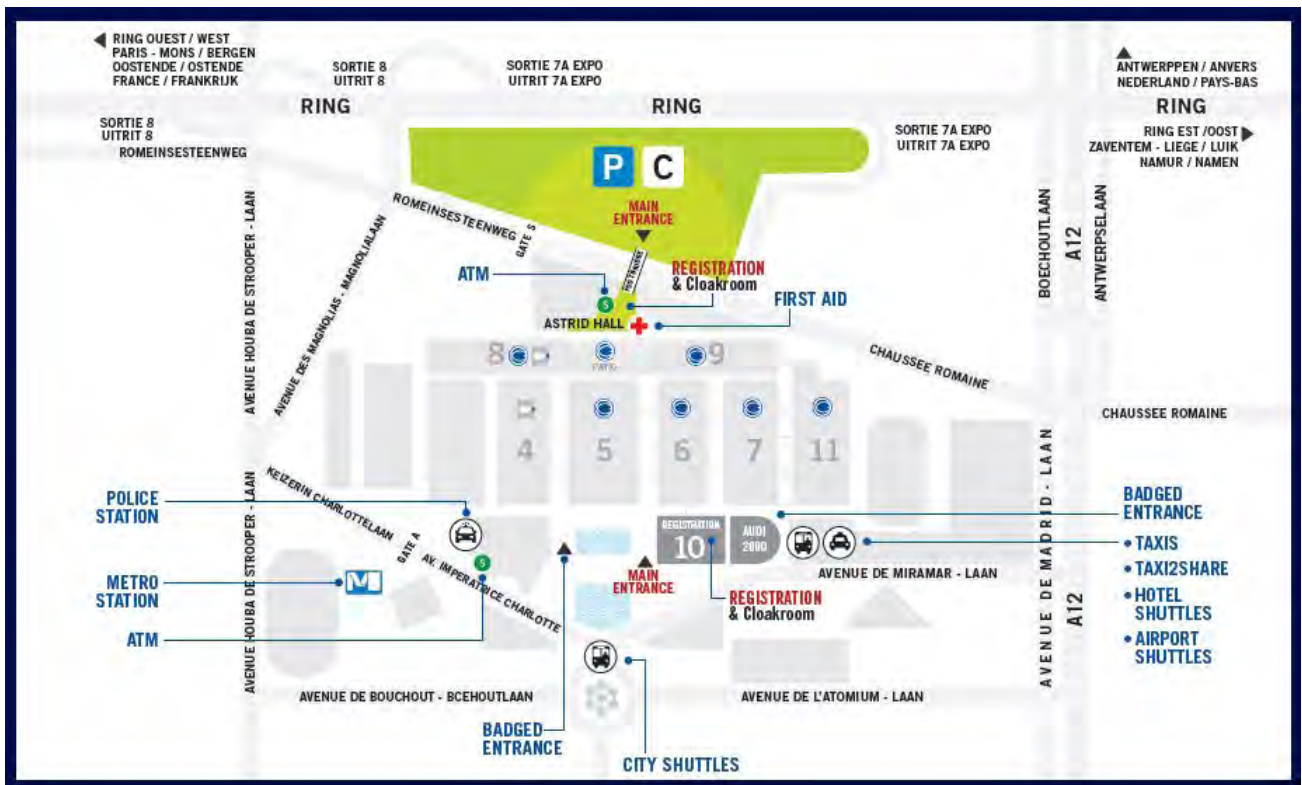 RING OUEST / WEST
PARIS - MONS / BERGEN
OOSTENDE / OSTENDE
FRANCE / FRANKRIJK
SORTIE 8
UITRIT 8
SORTIE 7A EXPO
UITRIT 7A EXPO
ANTWERPPEN / ANVERS
NEDERLAND / PAYS-BAS
RING
RING
RING
SORTIE 8
UITRIT 8
ROMEINSESTEENWEG
SORTIE 7A EXPO
UITRIT 7A EXPO
RING EST /OOST
ZAVENTEM - LIEGE / LUIK
NAMUR / NAMEN
P C
MAIN
ENTRANCE
ROMEINSESTEENWEG
GATE S
AVENUE HOUBA DE STROOPER - LAAN
AVENUE DES MAGNOLIAS - MAGNOLIALAAN
BOECHOUTLAAN
A12
ANTWERPSELAAN
ATM
REGISTRATION
& Cloakroom
FIRST AID
S
ASTRID HALL
8
PATIO
9
CHAUSSEE ROMAINE
CHAUSSEE ROMAINE
4
5
6
7
11
KEIZERIN CHARLOTTELAAN
POLICE
STATION
AVENUE HOUBA DE STROOPER - LAAN
GATE A
AV. IMPERATRICE CHARLOTTE
S
METRO
STATION
M
ATM
REGISTRATION
10
AUDI
2000
MAIN
ENTRANCE
REGISTRATION
& Cloakroom
AVENUE DE MIRAMAR - LAAN
AVENUE DE MADRID - LAAN
A12
BADGED
ENTRANCE
• TAXIS
• TAXI2SHARE
• HOTEL
SHUTTLES
• AIRPORT
SHUTTLES
AVENUE DE BOUCHOUT - BCEHOUTLAAN
AVENUE DE L'ATOMIUM - LAAN
BADGED
ENTRANCE
CITY SHUTTLES